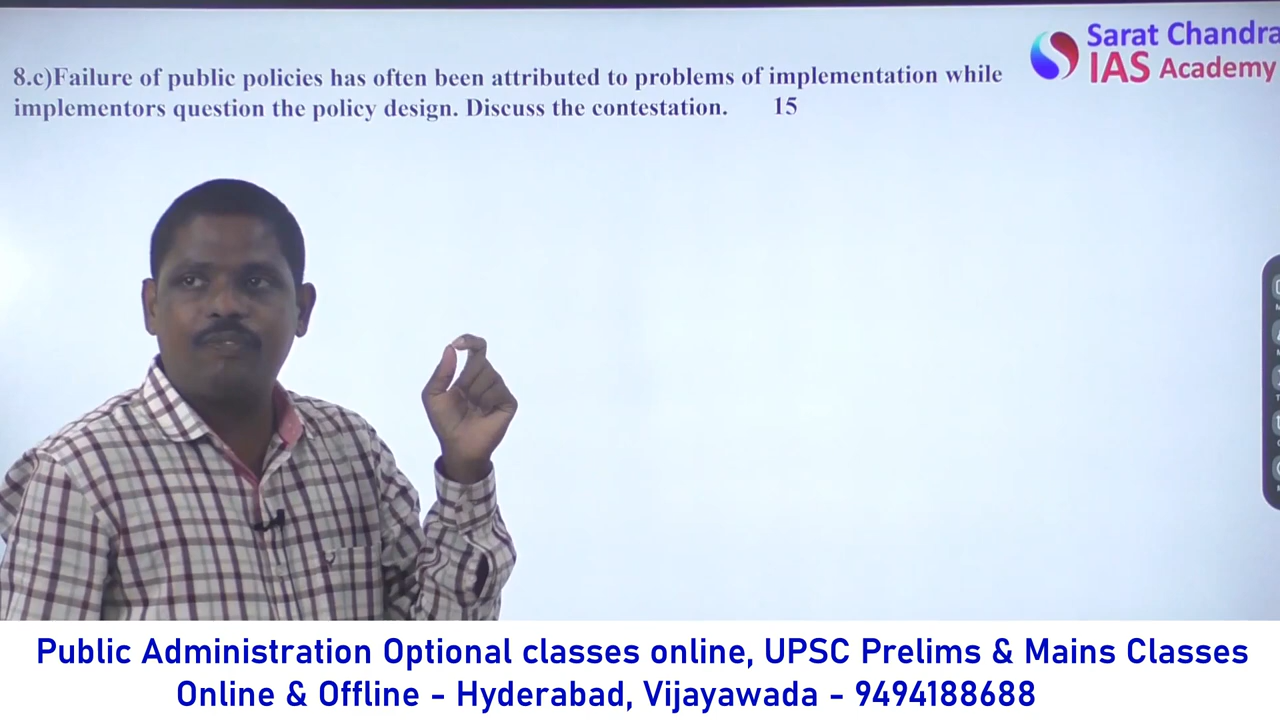 8.c)Failure of public policies has often been attributed to problems of implementation while
implementors question the policy design. Discuss the contestation. 15
Sarat Chandra
IAS Academy
Public Administration Optional classes online, UPSC Prelims & Mains Classes
Online & Offline - Hyderabad, Vijayawada - 9494188688